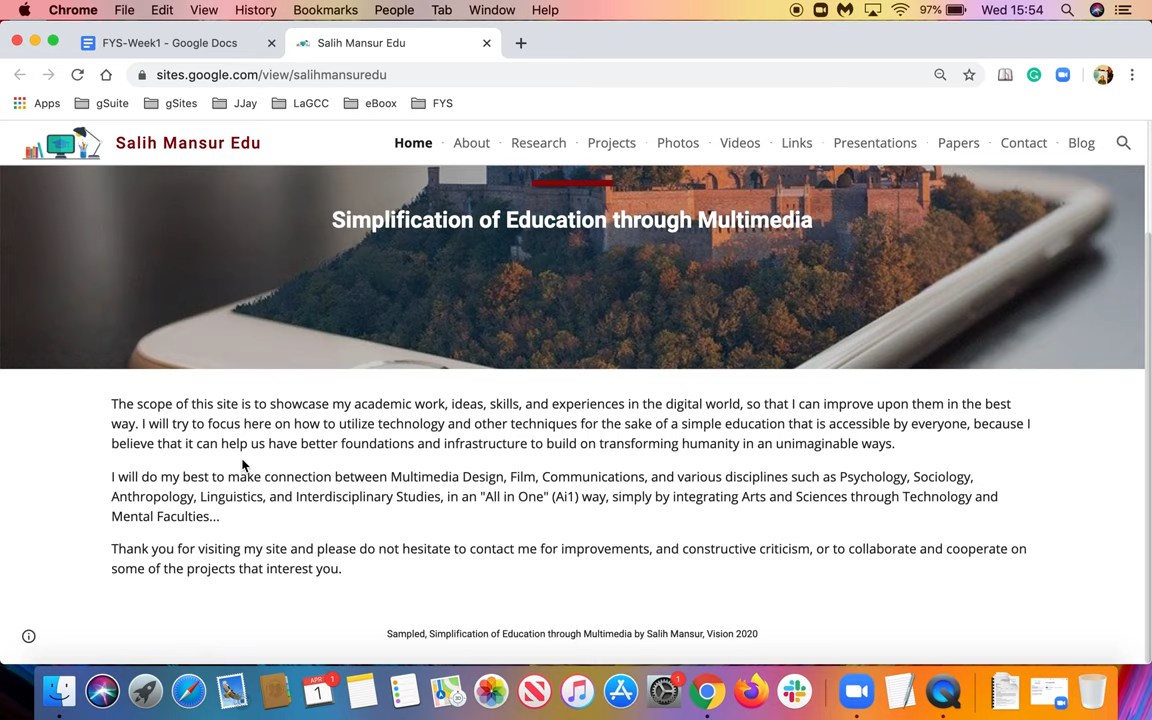 Chrome File Edit View History Bookmarks People Tab Window Help 97% Wed 15:54
FYS-Week1 - Google Docs Salih Mansur Edu
sites.google.com/view/salihmansuredu
Apps gSuite gSites JJay LaGCC eBoox FYS
Salih Mansur Edu Home · About · Research · Projects · Photos · Videos · Links · Presentations · Papers · Contact · Blog
Simplification of Education through Multimedia
The scope of this site is to showcase my academic work, ideas, skills, and experiences in the digital world, so that I can improve upon them in the best
way. I will try to focus here on how to utilize technology and other techniques for the sake of a simple education that is accessible by everyone, because I
believe that it can help us have better foundations and infrastructure to build on transforming humanity in an unimaginable ways.
I will do my best to make connection between Multimedia Design, Film, Communications, and various disciplines such as Psychology, Sociology,
Anthropology, Linguistics, and Interdisciplinary Studies, in an "All in One" (Ai1) way, simply by integrating Arts and Sciences through Technology and
Mental Faculties...
Thank you for visiting my site and please do not hesitate to contact me for improvements, and constructive criticism, or to collaborate and cooperate on
some of the projects that interest you.
Sampled, Simplification of Education through Multimedia by Salih Mansur, Vision 2020
APR 1
1
1